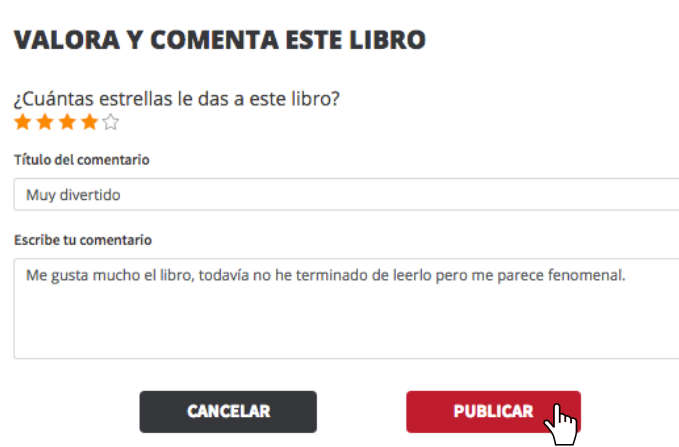 VALORA Y COMENTA ESTE LIBRO
¿Cuántas estrellas le das a este libro?
Título del comentario
Muy divertido
Escribe tu comentario
Me gusta mucho el libro, todavía no he terminado de leerlo pero me parece fenomenal.
CANCELAR PUBLICAR